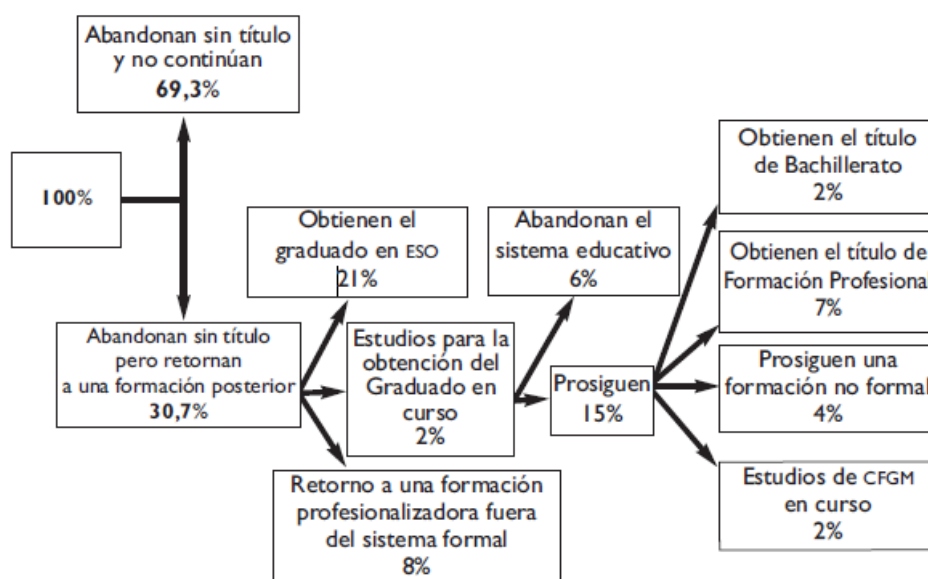 Abandonan sin título
y no continúan
69,3%
100%
Abandonan sin título
pero retornan
a una formación posterior
30,7%
Obtienen el
graduado en ESO
21%
Estudios para la
obtención del
Graduado en
curso
2%
Retorno a una formación
profesionalizadora fuera
del sistema formal
8%
Abandonan el
sistema educativo
6%
Prosiguen
15%
Obtienen el título
de Bachillerato
2%
Obtienen el título de
Formación Profesional
7%
Prosiguen una
formación no formal
4%
Estudios de CFGM
en curso
2%